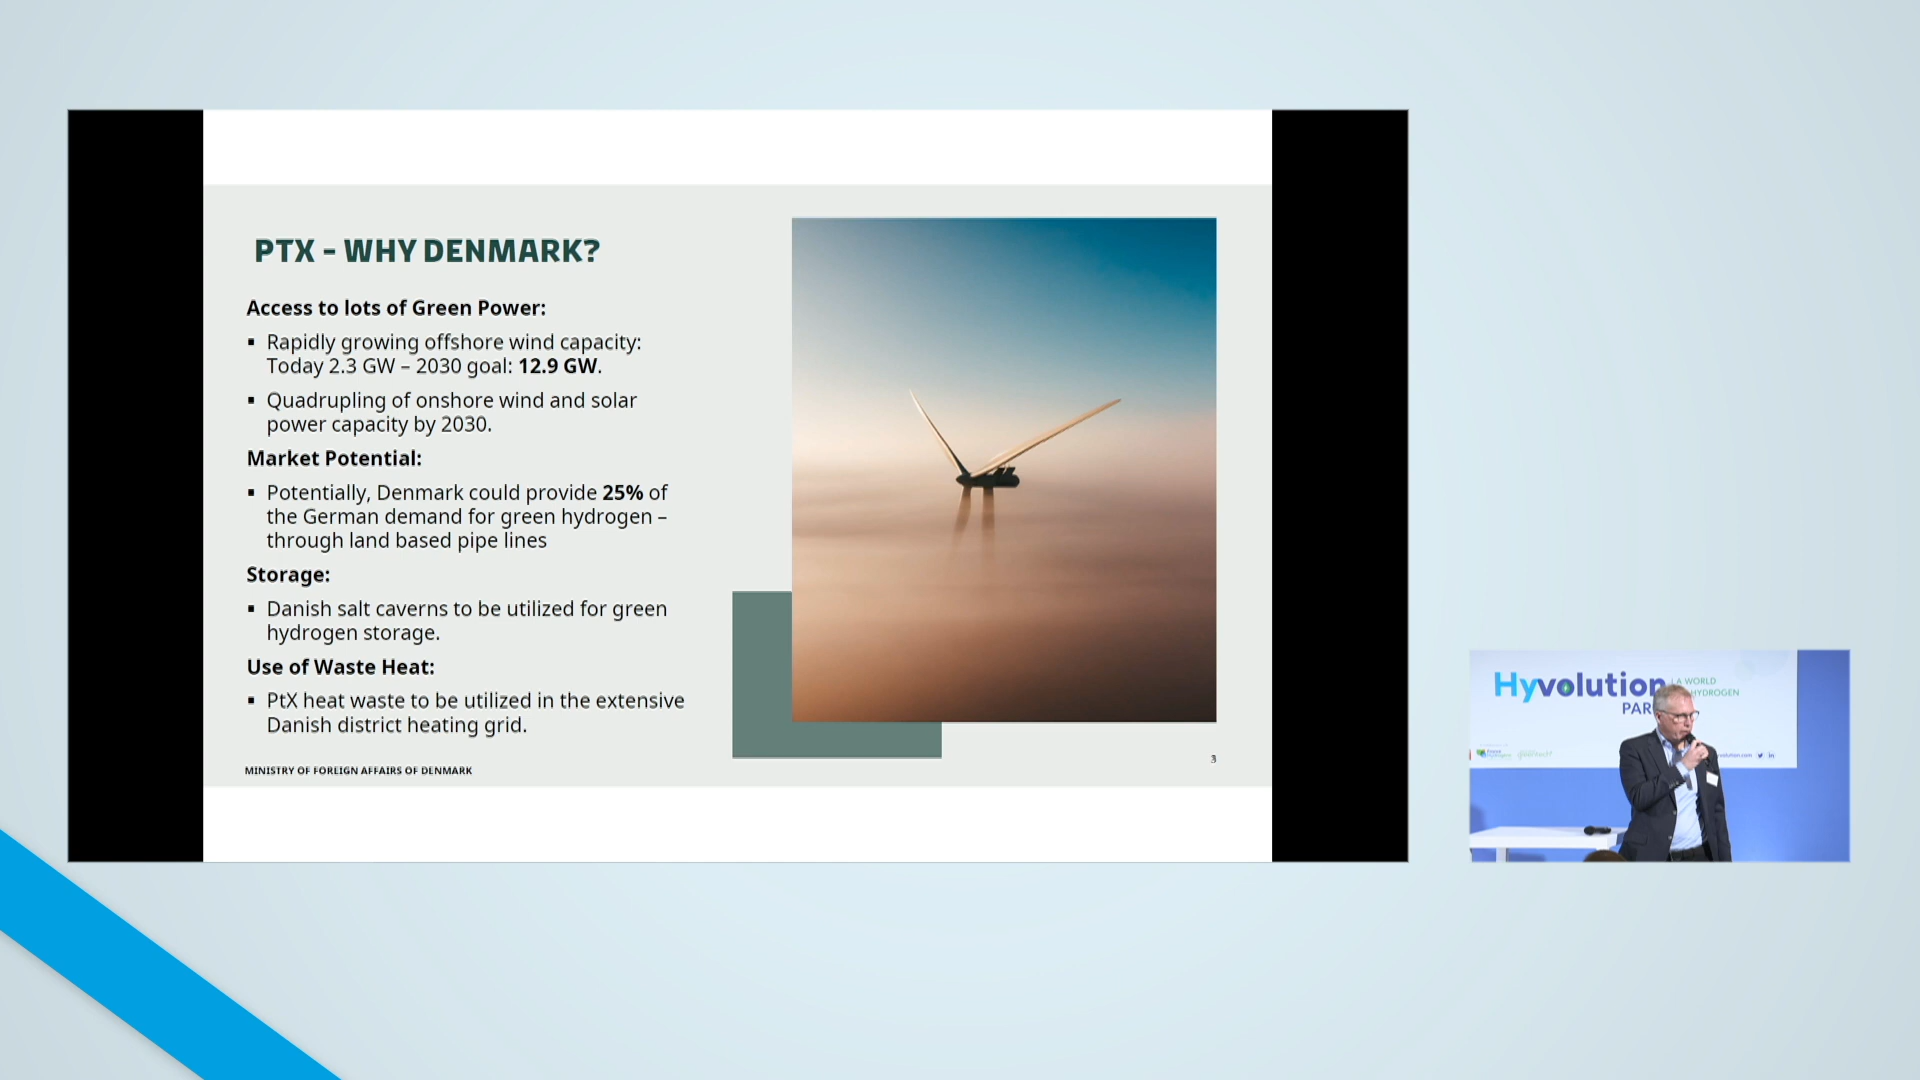 PTX – WHY DENMARK?
Access to lots of Green Power:
▪ Rapidly growing offshore wind capacity:
Today 2.3 GW – 2030 goal: 12.9 GW.
▪ Quadrupling of onshore wind and solar
power capacity by 2030.
Market Potential:
▪ Potentially, Denmark could provide 25% of
the German demand for green hydrogen –
through land based pipe lines
Storage:
▪ Danish salt caverns to be utilized for green
hydrogen storage.
Use of Waste Heat:
▪ PtX heat waste to be utilized in the extensive
Danish district heating grid.
MINISTRY OF FOREIGN AFFAIRS OF DENMARK
3
Hyvolution
A WORLD
HYDROGEN
PAR